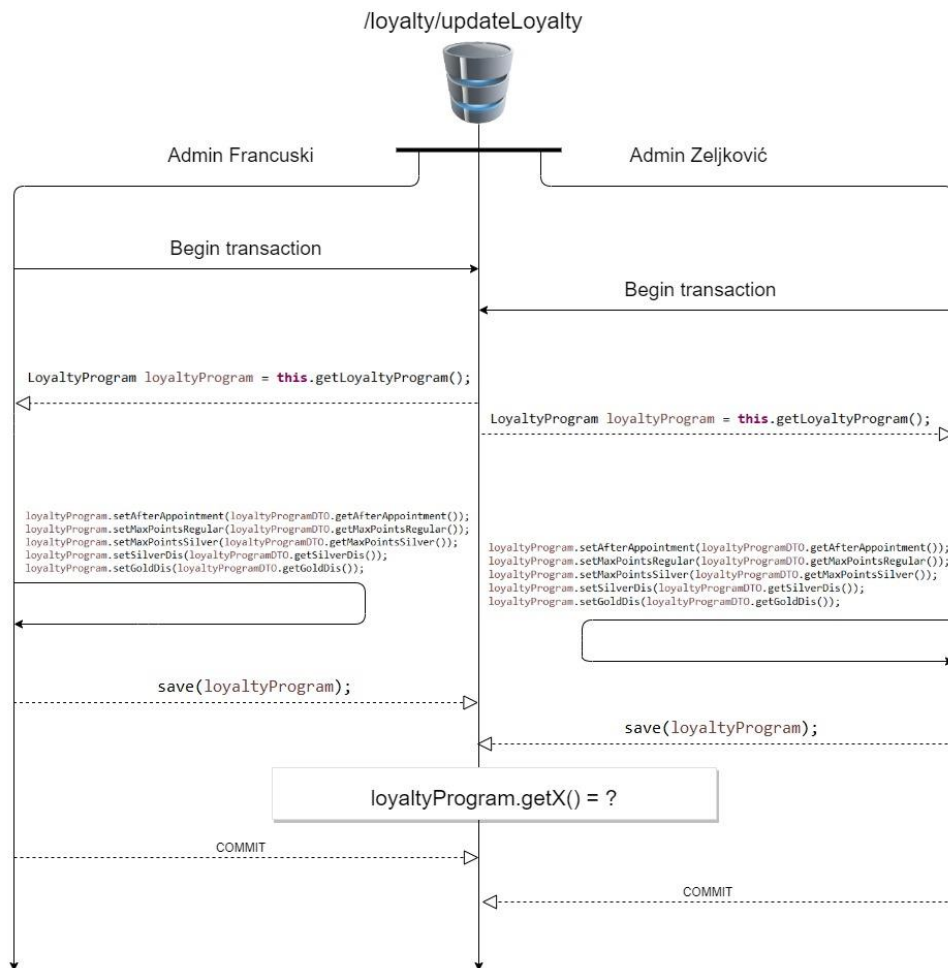 /loyalty/updateLoyalty
Admin Francuski
Admin Zeljković
Begin transaction
Begin transaction
LoyaltyProgram loyaltyProgram = this.getLoyaltyProgram();
LoyaltyProgram loyaltyProgram = this.getLoyaltyProgram();
loyaltyProgram.setAfterAppointment(loyaltyProgramDTO.getAfterAppointment());
loyaltyProgram.setMaxPointsRegular(loyaltyProgramDTO.getMaxPointsRegular());
loyaltyProgram.setMaxPointsSilver(loyaltyProgramDTO.getMaxPointsSilver());
loyaltyProgram.setSilverDis(loyaltyProgramDTO.getSilverDis());
loyaltyProgram.setGoldDis(loyaltyProgramDTO.getGoldDis());
loyaltyProgram.setAfterAppointment(loyaltyProgramDTO.getAfterAppointment());
loyaltyProgram.setMaxPointsRegular(loyaltyProgramDTO.getMaxPointsRegular());
loyaltyProgram.setMaxPointsSilver(loyaltyProgramDTO.getMaxPointsSilver());
loyaltyProgram.setSilverDis(loyaltyProgramDTO.getSilverDis());
loyaltyProgram.setGoldDis(loyaltyProgramDTO.getGoldDis());
save(loyaltyProgram);
save(loyaltyProgram);
loyaltyProgram.getX() = ?
COMMIT
COMMIT